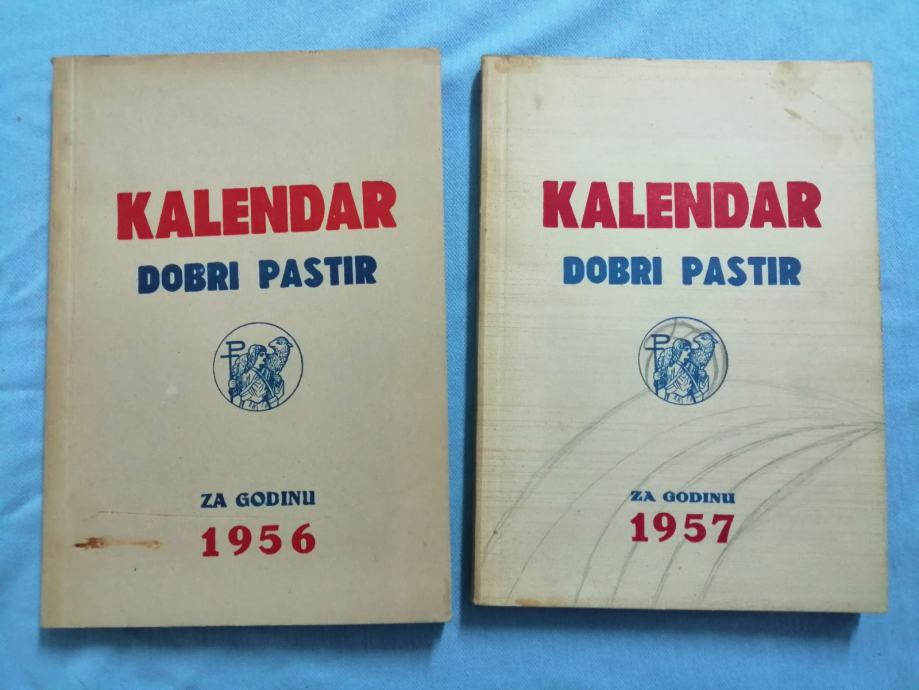 KALENDAR
DOBRI PASTIR
ZA GODINU
1956
KALENDAR
DOBRI PASTIR
ZA GODINU
1957